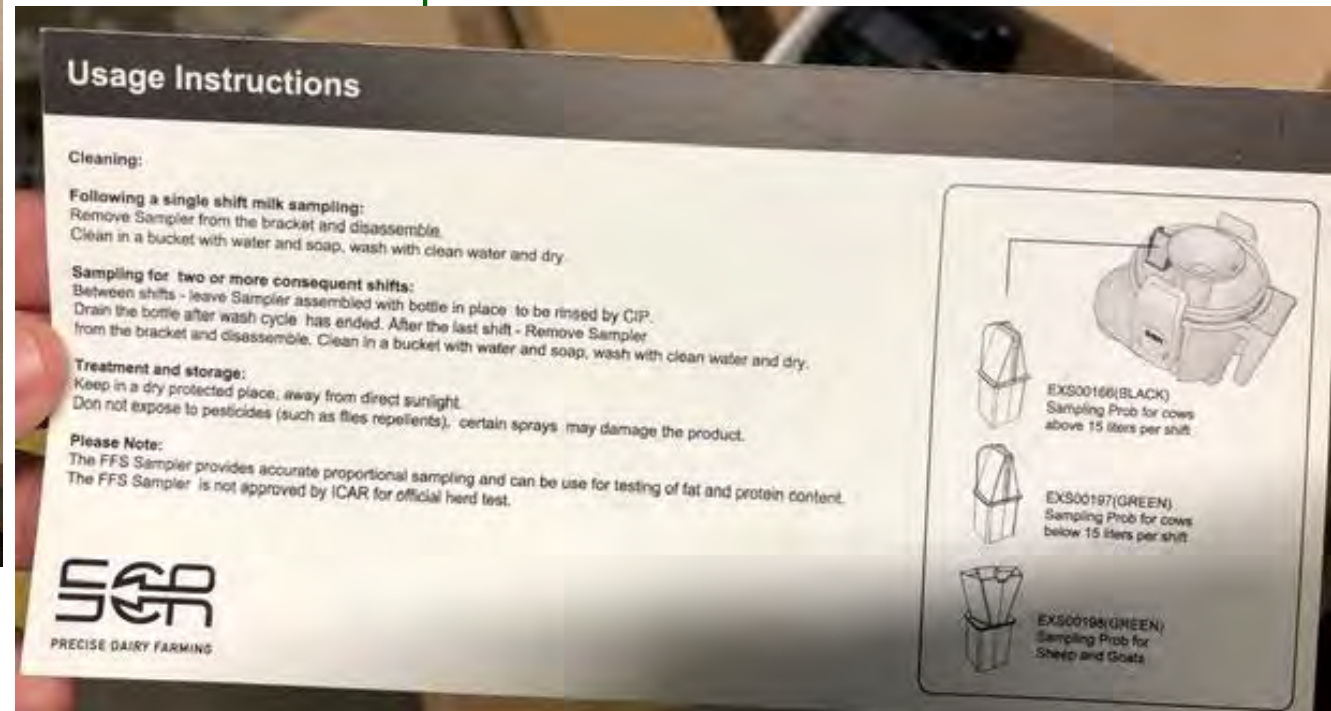 Usage Instructions
Cleaning:
Following a single shift milk sampling:
Remove Sampler from the bracket and disassemble.
Clean in a bucket with water and soap, wash with clean water and dry
Sampling for two or more consequent shifts:
Between shifts - leave Sampler assembled with bottle in place to be rinsed by CIP.
Drain the bottle after wash cycle has ended. After the last shift - Remove Sampler
from the bracket and disassemble. Clean in a bucket with water and soap, wash with clean water and dry.
Treatment and storage:
Keep in a dry protected place, away from direct sunlight.
Don not expose to pesticides (such as flies repellents), certain sprays may damage the product.
Please Note:
The FFS Sampler provides accurate proportional sampling and can be use for testing of fat and protein content.
The FFS Sampler is not approved by ICAR for official herd test.
SCR
PRECISE DAIRY FARMING
EXS00166(BLACK)
Sampling Prob for cows
above 15 liters per shift
EXS00197(GREEN)
Sampling Prob for cows
below 15 liters per shift
EXS00198(GREEN)
Sampling Prob for
Sheep and Goats